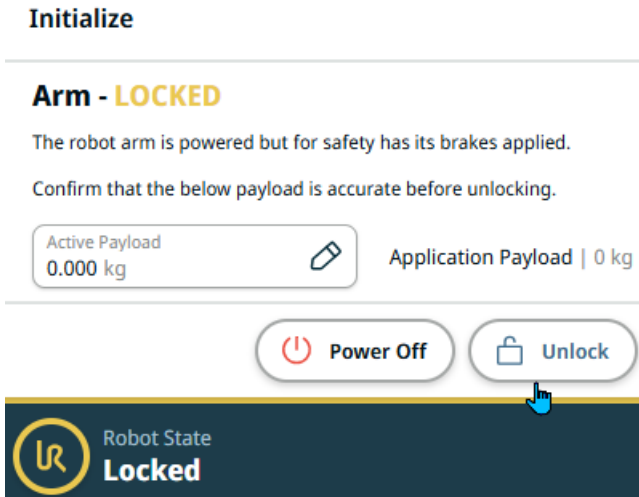 Initialize
Arm - LOCKED
The robot arm is powered but for safety has its brakes applied.
Confirm that the below payload is accurate before unlocking.
Active Payload
0.000 kg
Application Payload | 0 kg
Power Off
Unlock
UR
Robot State
Locked